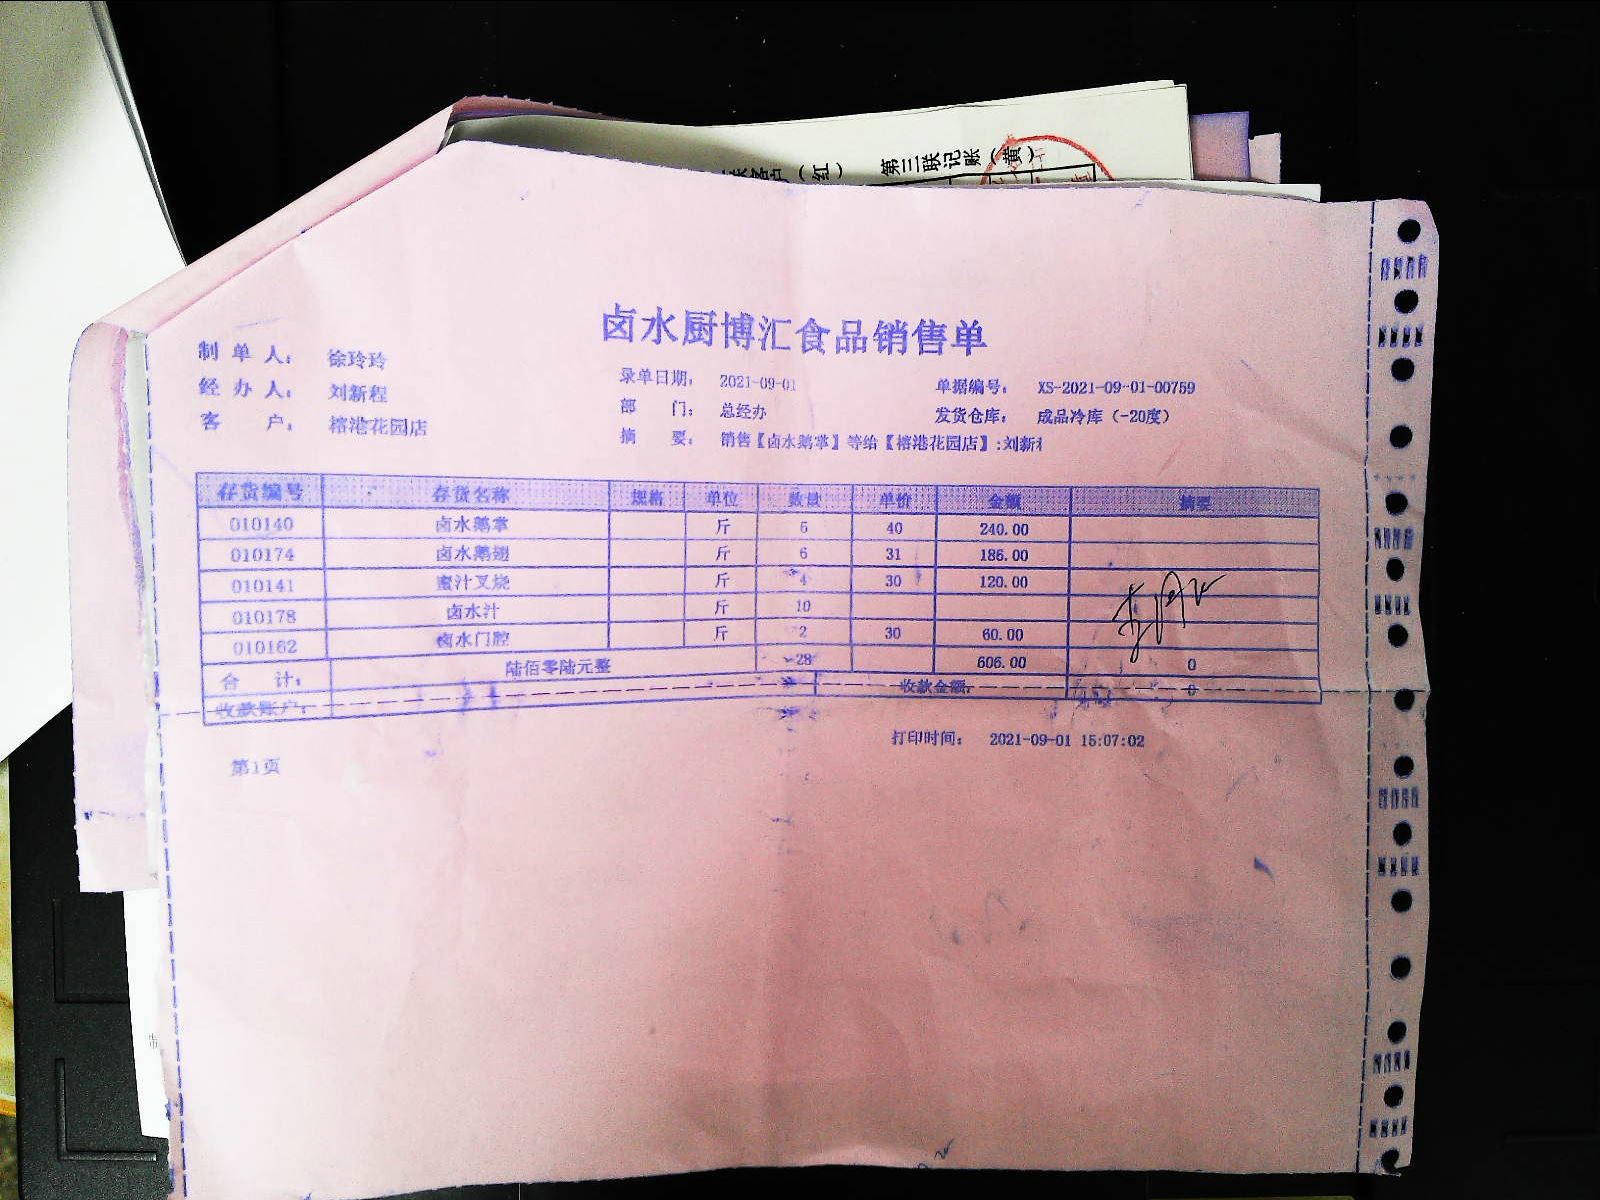 第三联记账（黄）
（红）
卤水厨博汇食品销售单
制单人： 徐玲玲
录单日期： 2021-09-01 单据编号： XS-2021-09-01-00759
经办人： 刘新程
部门： 总经办 发货仓库： 成品冷库（-20度）
客户： 榕港花园店
摘要： 销售【卤水鹅掌】等给【榕港花园店】:刘新
存货编号 存货名称 规格 单位 数量 单价 金额 摘要
010140 卤水鹅掌 斤 6 40 240.00
010174 卤水鹅翅 斤 6 31 186.00
010141 蜜汁叉烧 斤 4 30 120.00
010178 卤水汁 斤 10
010162 卤水门腔 斤 2 30 60.00
合计： 陆佰零陆元整 28 606.00 0
收款账户： 收款金额： 0
打印时间： 2021-09-01 15:07:02
第1页